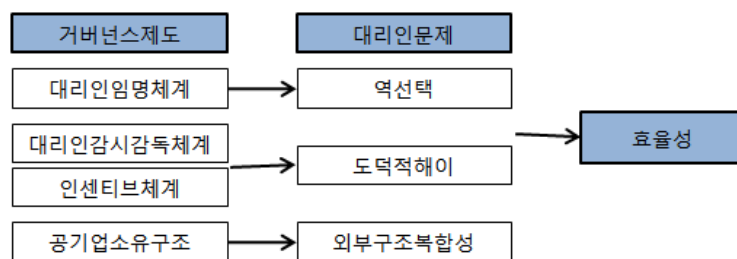 거버넌스제도
대리인문제
대리인임명체계
역선택
대리인감시감독체계
효율성
도덕적해이
인센티브체계
공기업소유구조
외부구조복합성